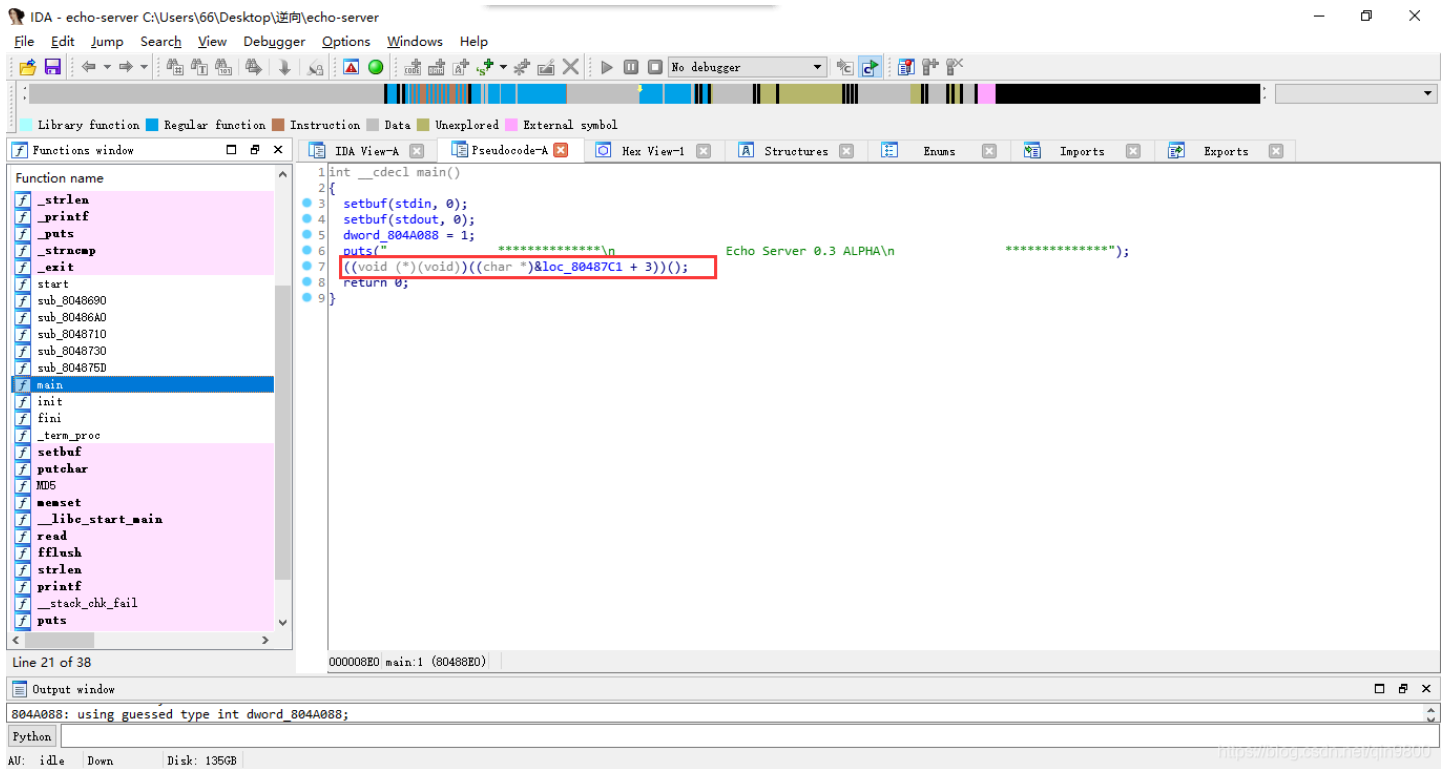 IDA - echo-server C:\Users\66\Desktop\逆向\echo-server
File Edit Jump Search View Debugger Options Windows Help
No debugger
Library function Regular function Instruction Data Unexplored External symbol
Functions window
IDA View-A Pseudocode-A Hex View-1 Structures Enums Imports Exports
Function name
_strlen
_printf
_puts
_strncmp
_exit
start
sub_8048690
sub_80486A0
sub_8048710
sub_8048730
sub_804875D
main
init
fini
_term_proc
setbuf
putchar
MD5
memset
__libc_start_main
read
fflush
strlen
printf
__stack_chk_fail
puts
Line 21 of 38
1 int __cdecl main()
2 {
3 setbuf(stdin, 0);
4 setbuf(stdout, 0);
5 dword_804A088 = 1;
6 puts(" **************\n Echo Server 0.3 ALPHA\n **************");
7 ((void (*)(void))((char *)&loc_80487C1 + 3))();
8 return 0;
9 }
000008E0 main:1 (80488E0)
Output window
804A088: using guessed type int dword_804A088;
Python
AU: idle Down Disk: 135GB
https://blog.csdn.net/qin9800